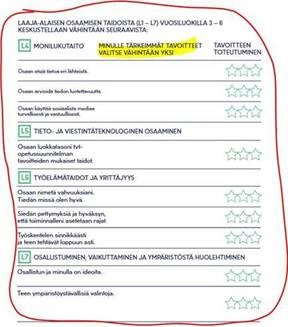 LAAJA-ALAISEN OSAAMISEN TAIDOISTA (L1 – L7) VUOSILUOKILLA 3 – 6
KESKUSTELLAAN VÄHINTÄÄN SEURAAVISTA:
L4 MONILUKUTAITO MINULLE TÄRKEIMMÄT TAVOITTEET TAVOITTEEN
VALITSE VÄHINTÄÄN YKSI TOTEUTUMINEN
Osaan etsiä tietoa eri lähteistä.
Osaan arvioida tiedon luotettavuutta.
Osaan käyttää sosiaalista mediaa
turvallisesti ja vastuullisesti.
L5 TIETO- JA VIESTINTÄTEKNOLOGINEN OSAAMINEN
Osaan luokkatasoni tvt-
opetussuunnitelman
tavoitteiden mukaiset taidot.
L6 TYÖELÄMÄTAIDOT JA YRITTÄJYYS
Osaan nimetä vahvuuksiani.
Tiedän missä olen hyvä.
Siedän pettymyksiä ja hyväksyn,
että toiminnalleni asetetaan rajat.
Työskentelen sinnikkäästi
ja teen tehtävät loppuun asti.
L7 OSALLISTUMINEN, VAIKUTTAMINEN JA YMPÄRISTÖSTÄ HUOLEHTIMINEN
Osallistun ja minulla on ideoita.
Teen ympäristöystävällisiä valintoja.